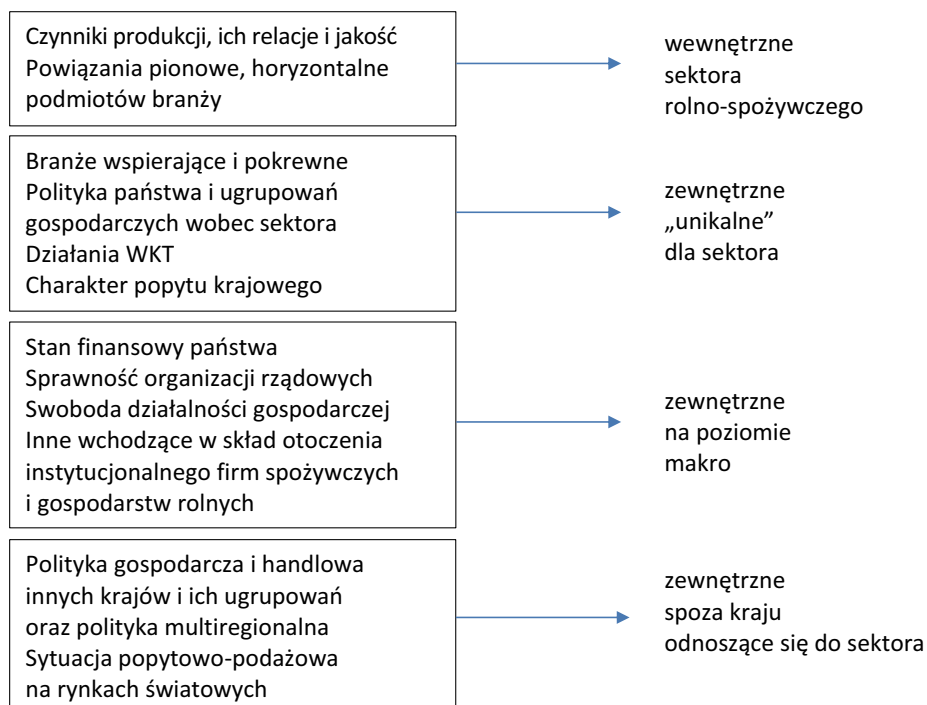 Czynniki produkcji, ich relacje i jakość
Powiązania pionowe, horyzontalne
podmiotów branży
wewnętrzne
sektora
rolno-spożywczego
Branże wspierające i pokrewne
Polityka państwa i ugrupowań
gospodarczych wobec sektora
Działania WKT
Charakter popytu krajowego
zewnętrzne
„unikalne”
dla sektora
Stan finansowy państwa
Sprawność organizacji rządowych
Swoboda działalności gospodarczej
Inne wchodzące w skład otoczenia
instytucjonalnego firm spożywczych
i gospodarstw rolnych
zewnętrzne
na poziomie
makro
Polityka gospodarcza i handlowa
innych krajów i ich ugrupowań
oraz polityka multiregionalna
Sytuacja popytowo-podażowa
na rynkach światowych
zewnętrzne
spoza kraju
odnoszące się do sektora